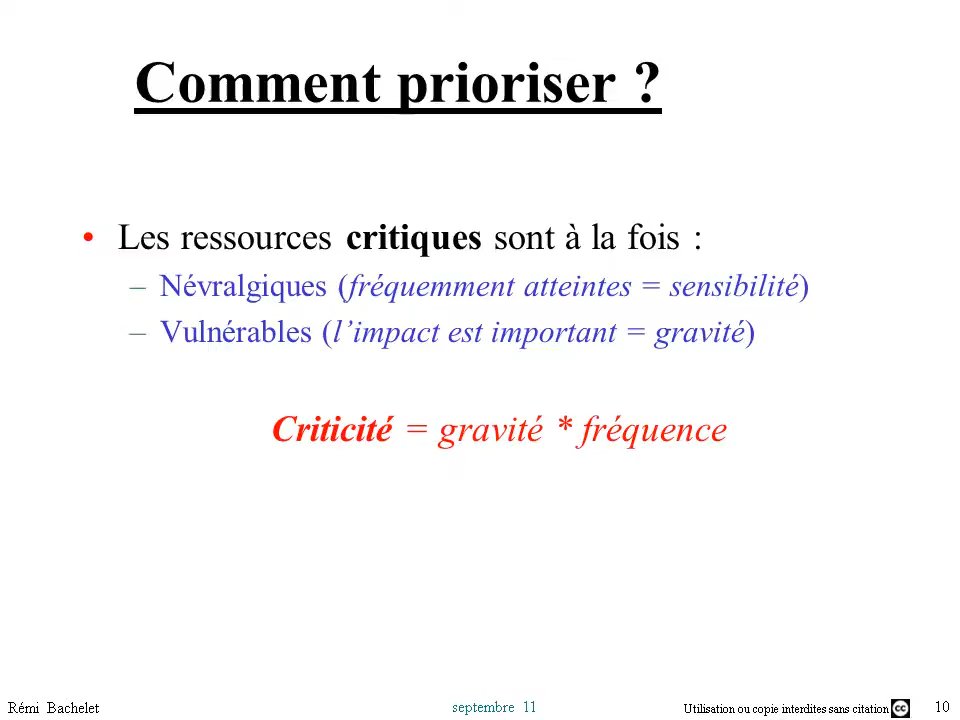 Comment prioriser ?
• Les ressources critiques sont à la fois :
– Névralgiques (fréquemment atteintes = sensibilité)
– Vulnérables (l’impact est important = gravité)
Criticité = gravité * fréquence
Rémi Bachelet septembre 11 Utilisation ou copie interdites sans citation cc 10